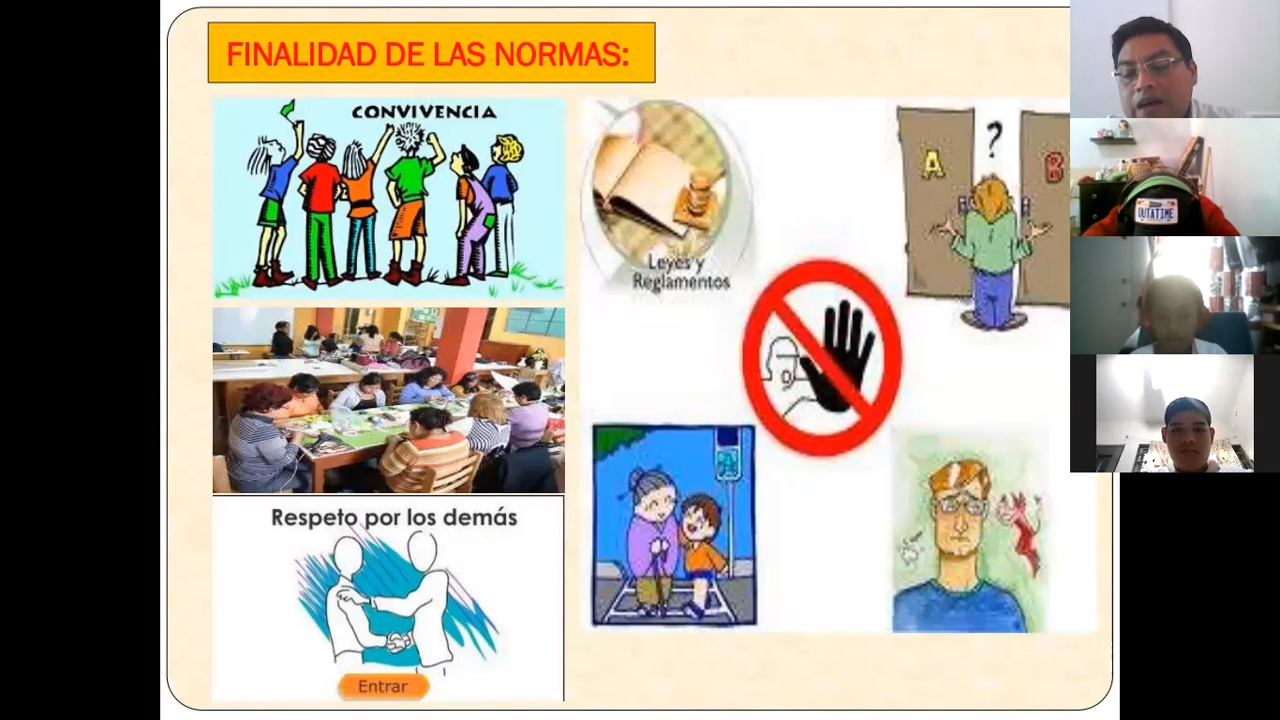 FINALIDAD DE LAS NORMAS:
CONVIVENCIA
Leyes y
Reglamentos
A
?
B
Respeto por los demás
Entrar
OUTATIME